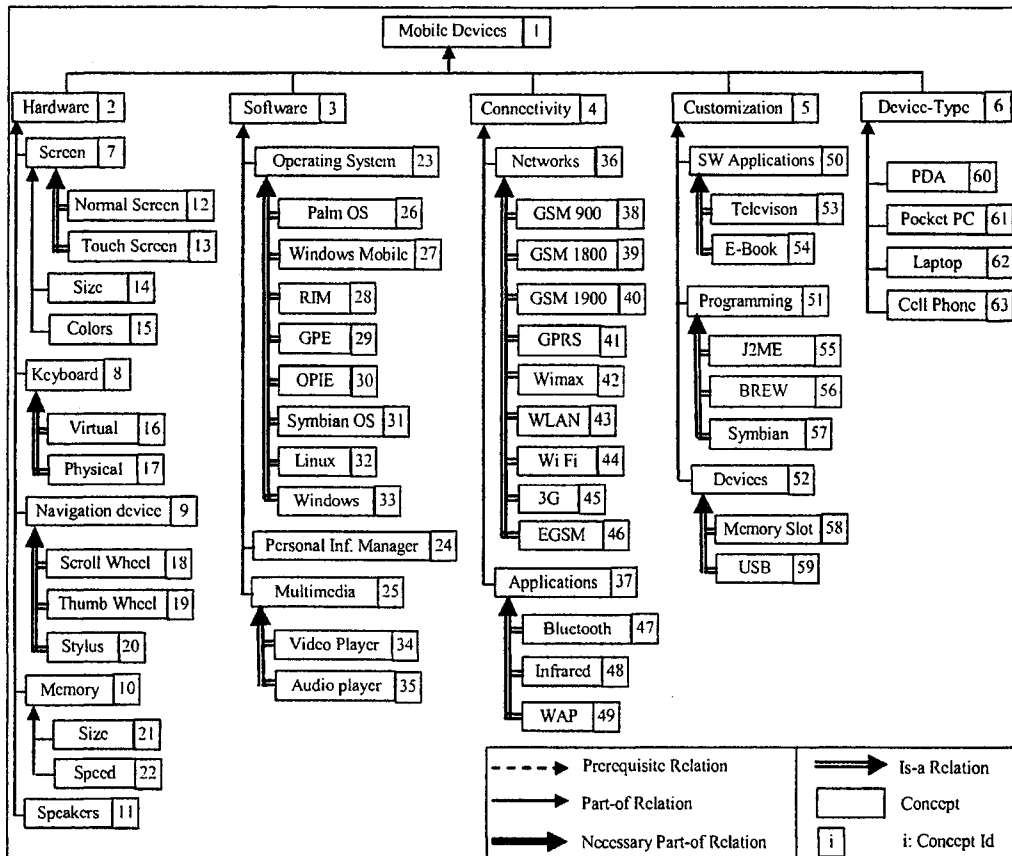 Mobile Devices 1
Hardware 2
Screen 7
Normal Screen 12
Touch Screen 13
Size 14
Colors 15
Keyboard 8
Virtual 16
Physical 17
Navigation device 9
Scroll Wheel 18
Thumb Wheel 19
Stylus 20
Memory 10
Size 21
Speed 22
Speakers 11
Software 3
Operating System 23
Palm OS 26
Windows Mobile 27
RIM 28
GPE 29
OPIE 30
Symbian OS 31
Linux 32
Windows 33
Personal Inf. Manager 24
Multimedia 25
Video Player 34
Audio player 35
Connectivity 4
Networks 36
GSM 900 38
GSM 1800 39
GSM 1900 40
GPRS 41
Wimax 42
WLAN 43
Wi Fi 44
3G 45
EGSM 46
Applications 37
Bluetooth 47
Infrared 48
WAP 49
Customization 5
SW Applications 50
Televison 53
E-Book 54
Programming 51
J2ME 55
BREW 56
Symbian 57
Devices 52
Memory Slot 58
USB 59
Device-Type 6
PDA 60
Pocket PC 61
Laptop 62
Cell Phone 63
Prerequisite Relation
Part-of Relation
Necessary Part-of Relation
Is-a Relation
Concept
i i: Concept Id